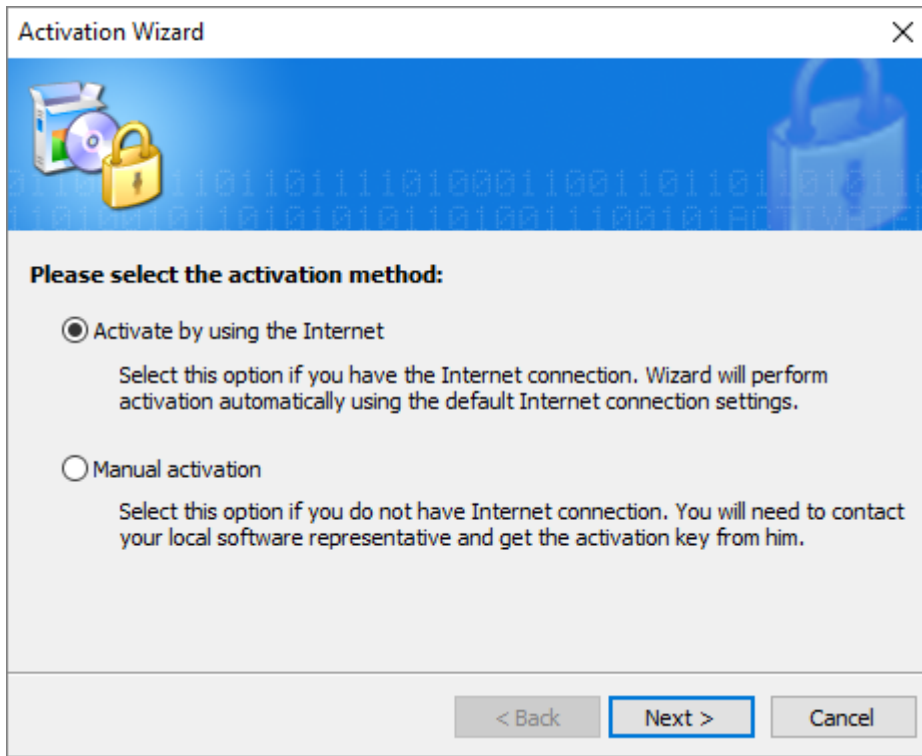 Activation Wizard
Please select the activation method:
Activate by using the Internet
Select this option if you have the Internet connection. Wizard will perform
activation automatically using the default Internet connection settings.
Manual activation
Select this option if you do not have Internet connection. You will need to contact
your local software representative and get the activation key from him.
< Back
Next >
Cancel